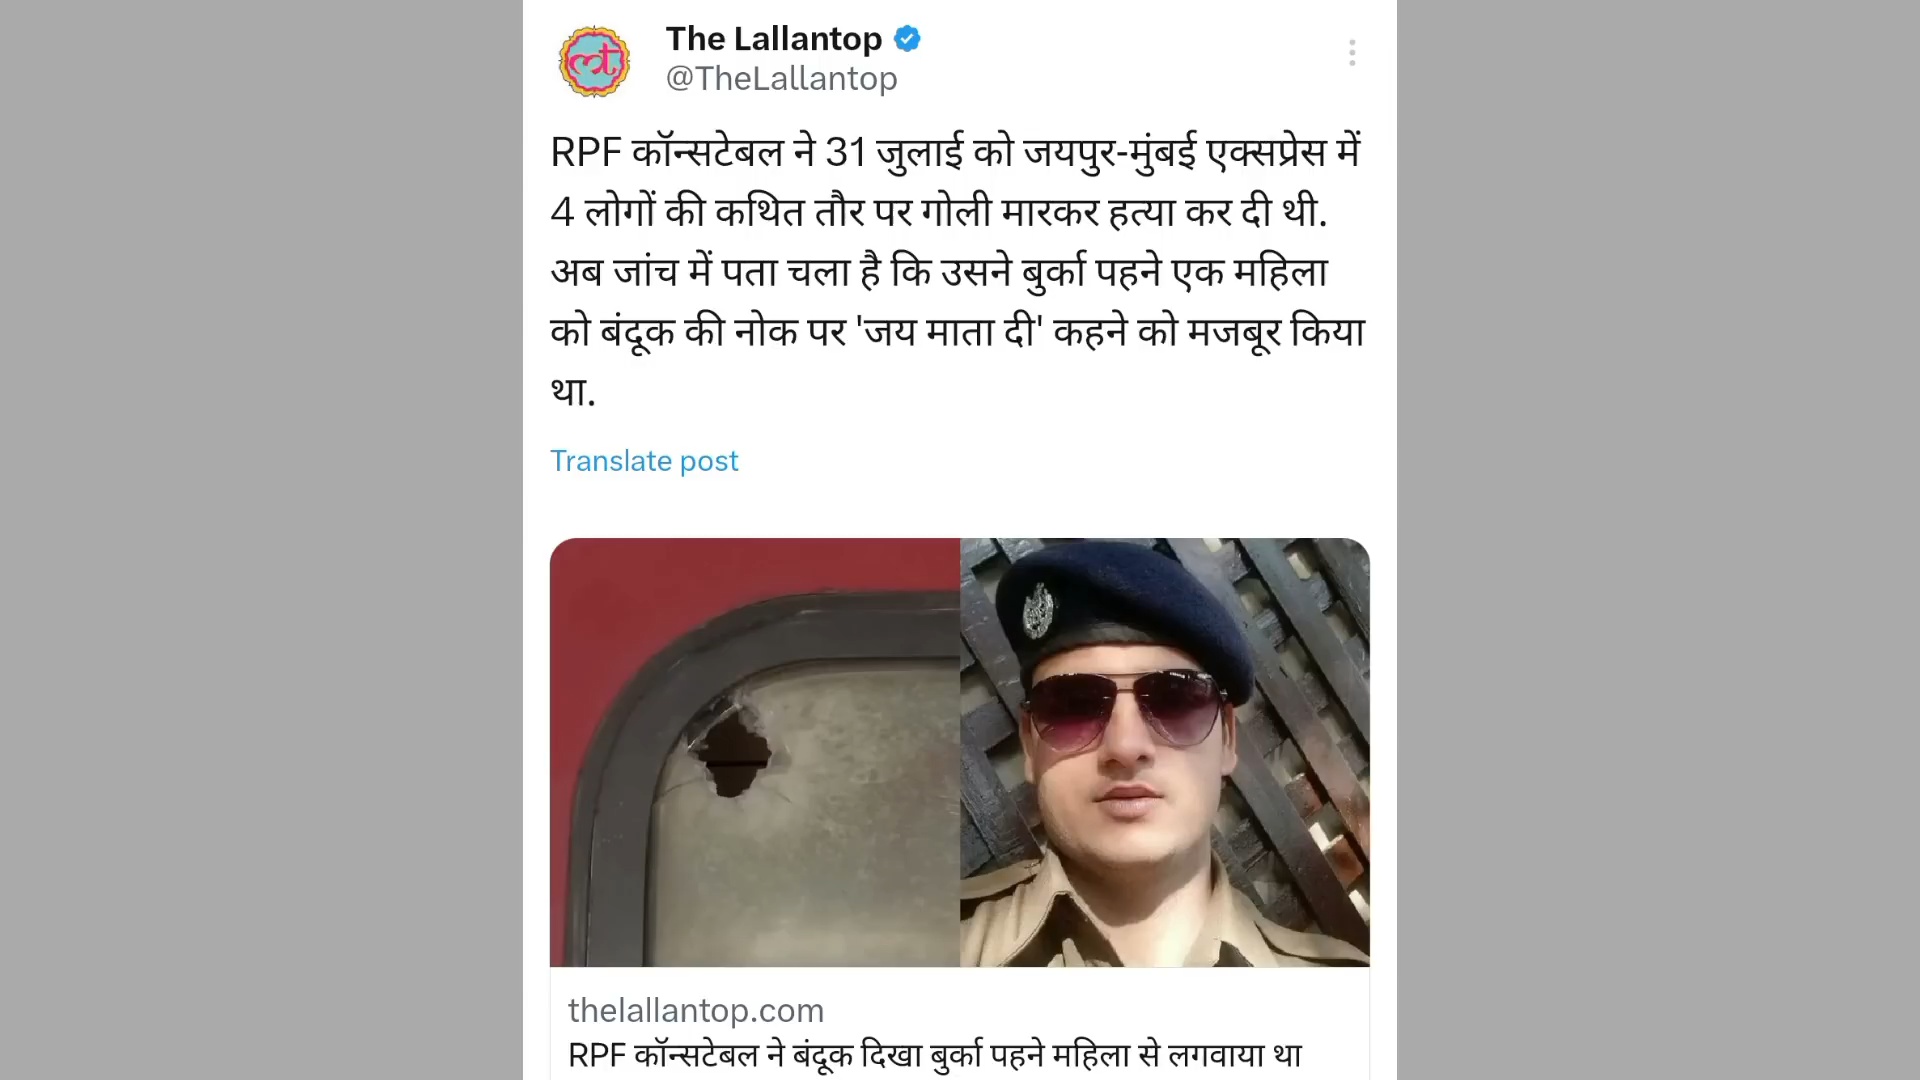 The Lallantop
@TheLallantop
RPF कॉन्सटेबल ने 31 जुलाई को जयपुर-मुंबई एक्सप्रेस में
4 लोगों की कथित तौर पर गोली मारकर हत्या कर दी थी.
अब जांच में पता चला है कि उसने बुर्का पहने एक महिला
को बंदूक की नोक पर 'जय माता दी' कहने को मजबूर किया
था.
Translate post
thelallantop.com
RPF कॉन्सटेबल ने बंदूक दिखा बुर्का पहने महिला से लगवाया था